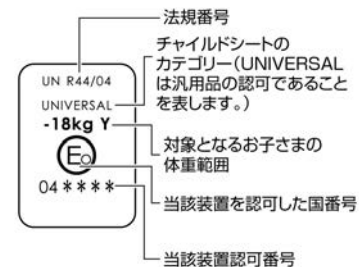 法規番号
チャイルドシートの
カテゴリー(UNIVERSAL
は汎用品の認可であること
を表します。)
対象となるお子さまの
体重範囲
当該装置を認可した国番号
当該装置認可番号
UN R44/04
UNIVERSAL
-18kg Y
E
04＊＊＊＊